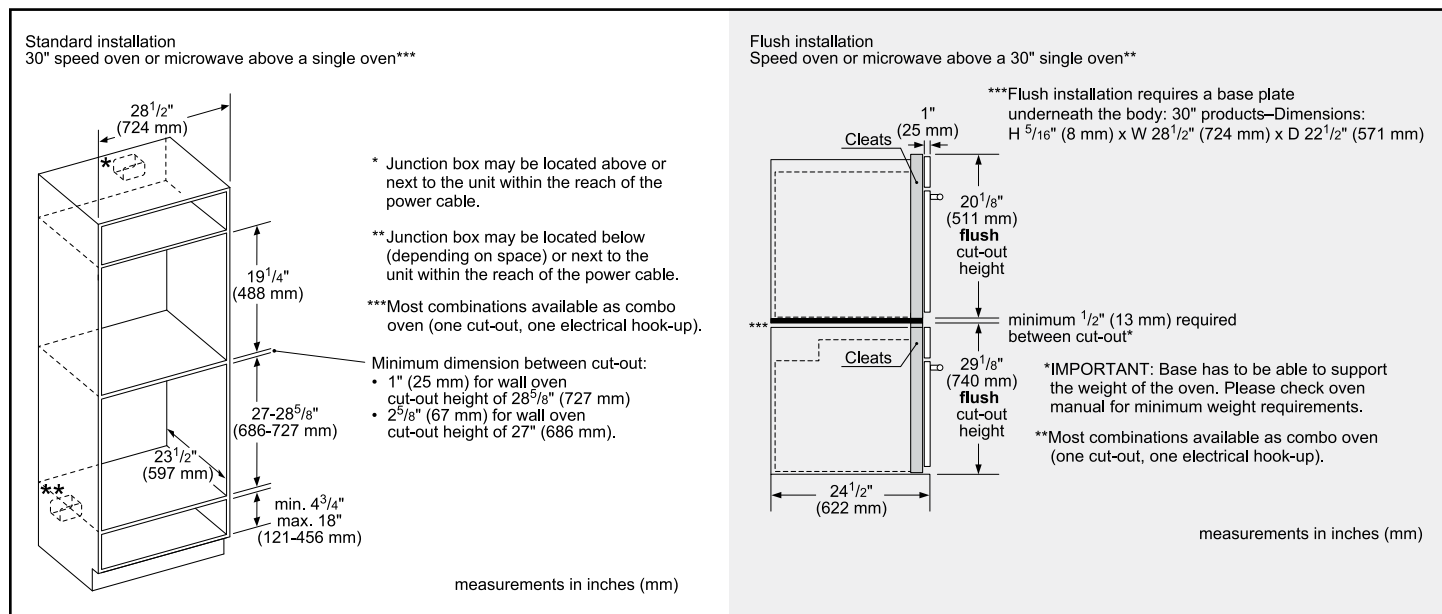 Standard installation
30" speed oven or microwave above a single oven***
28 1/2"
(724 mm)
*
* Junction box may be located above or
next to the unit within the reach of the
power cable.
** Junction box may be located below
(depending on space) or next to the
unit within the reach of the power cable.
19 1/4"
(488 mm)
***Most combinations available as combo
oven (one cut-out, one electrical hook-up).
Minimum dimension between cut-out:
• 1" (25 mm) for wall oven
cut-out height of 28 5/8" (727 mm)
• 2 5/8" (67 mm) for wall oven
cut-out height of 27" (686 mm).
27-28 5/8"
(686-727 mm)
23 1/2"
(597 mm)
**
min. 4 3/4"
max. 18"
(121-456 mm)
measurements in inches (mm)
Flush installation
Speed oven or microwave above a 30" single oven**
***Flush installation requires a base plate
underneath the body: 30" products–Dimensions:
H 5/16" (8 mm) x W 28 1/2" (724 mm) x D 22 1/2" (571 mm)
1"
(25 mm)
Cleats
20 1/8"
(511 mm)
flush
cut-out
height
***
minimum 1/2" (13 mm) required
between cut-out*
Cleats
29 1/8"
(740 mm)
flush
cut-out
height
*IMPORTANT: Base has to be able to support
the weight of the oven. Please check oven
manual for minimum weight requirements.
**Most combinations available as combo oven
(one cut-out, one electrical hook-up).
24 1/2"
(622 mm)
measurements in inches (mm)